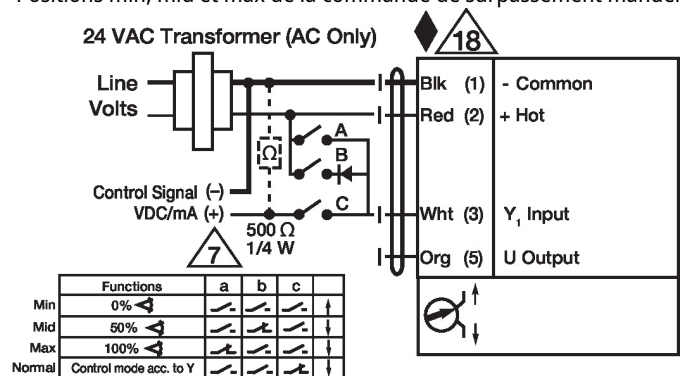 Positions min, mid et max de la commande de surpassement manuel
24 VAC Transformer (AC Only)
18
Line
Volts
Blk (1) - Common
Red (2) + Hot
A
Ω
B
Control Signal (-)
VDC/mA (+)
C
Wht (3) Y1 Input
500 Ω
1/4 W
7
Org (5) U Output
Functions a b c
Min 0%
Mid 50%
Max 100%
Normal Control mode acc. to Y